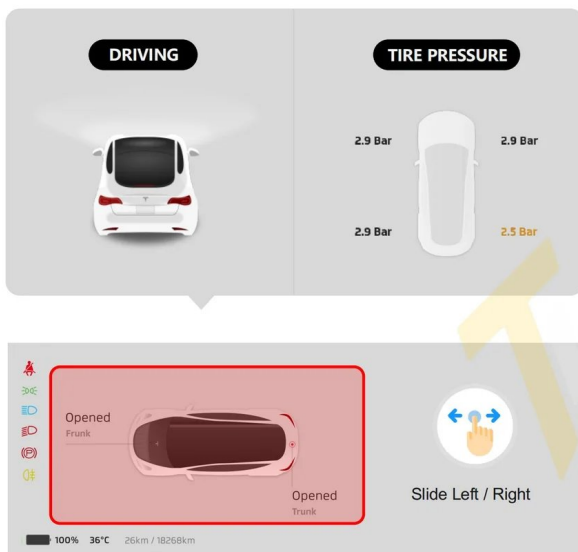 DRIVING
TIRE PRESSURE
2.9 Bar
2.9 Bar
2.9 Bar
2.5 Bar
Opened
Frunk
Opened
Trunk
Slide Left / Right
100% 36°C 26km / 18268km